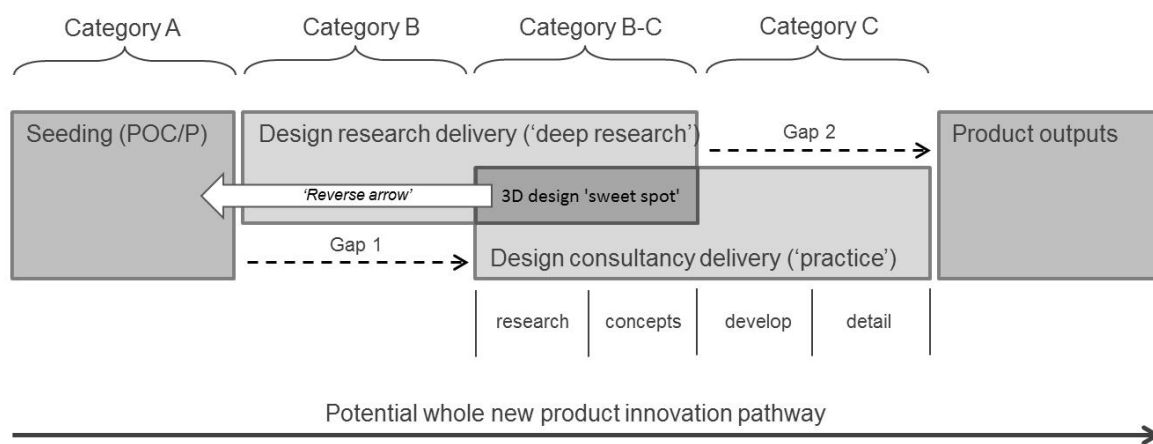 Category A
Category B
Category B-C
Category C
Seeding (POC/P)
Design research delivery (‘deep research’)
Gap 2
Product outputs
‘Reverse arrow’
3D design 'sweet spot'
Gap 1
Design consultancy delivery (‘practice’)
research
concepts
develop
detail
Potential whole new product innovation pathway